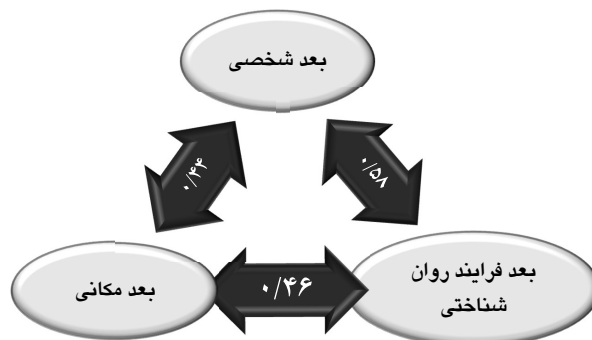 بعد شخصی
۰/۵۸
۰/۴۴
بعد فرایند روان
شناختی
۰/۴۶
بعد مکانی